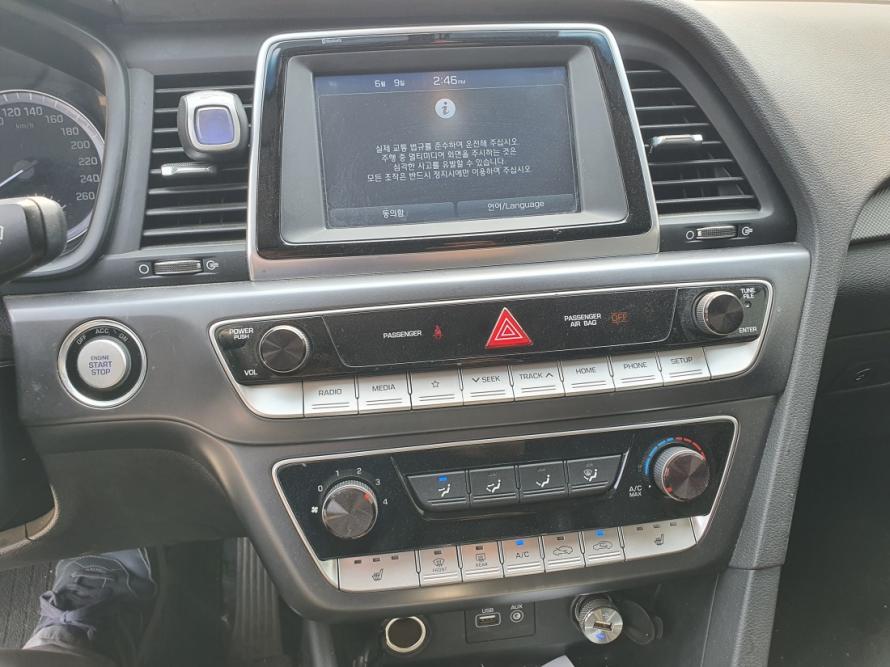 Bluetooth
6월 9일 2:46 PM
실제 교통 법규를 준수하여 운전해 주십시오.
주행 중 멀티미디어 화면을 주시하는 것은
심각한 사고를 유발할 수 있습니다.
모든 조작은 반드시 정지시에만 이용하여 주십시오.
동의함 언어/Language
120 140
160
180
200
220
240
260
km/h
OFF ACC ON
ENGINE
START
STOP
POWER
PUSH
VOL
PASSENGER
PASSENGER
AIR BAG OFF
TUNE
FILE
ENTER
RADIO MEDIA SEEK TRACK HOME PHONE SETUP
0 1 2 3 4
A/C
MAX
FRONT REAR A/C
USB AUX